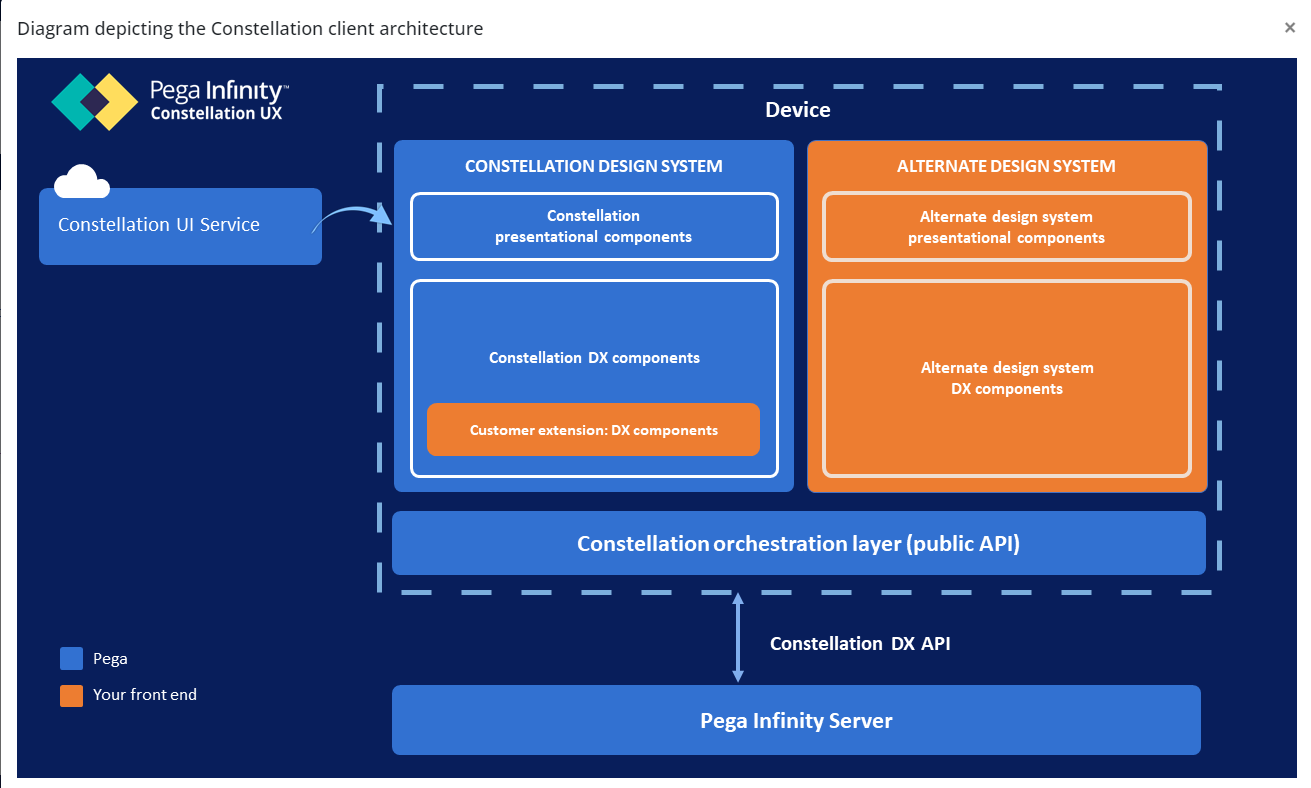 Diagram depicting the Constellation client architecture
×
Pega Infinity™
Constellation UX
Device
Constellation UI Service
CONSTELLATION DESIGN SYSTEM
Constellation
presentational components
Constellation DX components
Customer extension: DX components
ALTERNATE DESIGN SYSTEM
Alternate design system
presentational components
Alternate design system
DX components
Constellation orchestration layer (public API)
Constellation DX API
Pega
Your front end
Pega Infinity Server